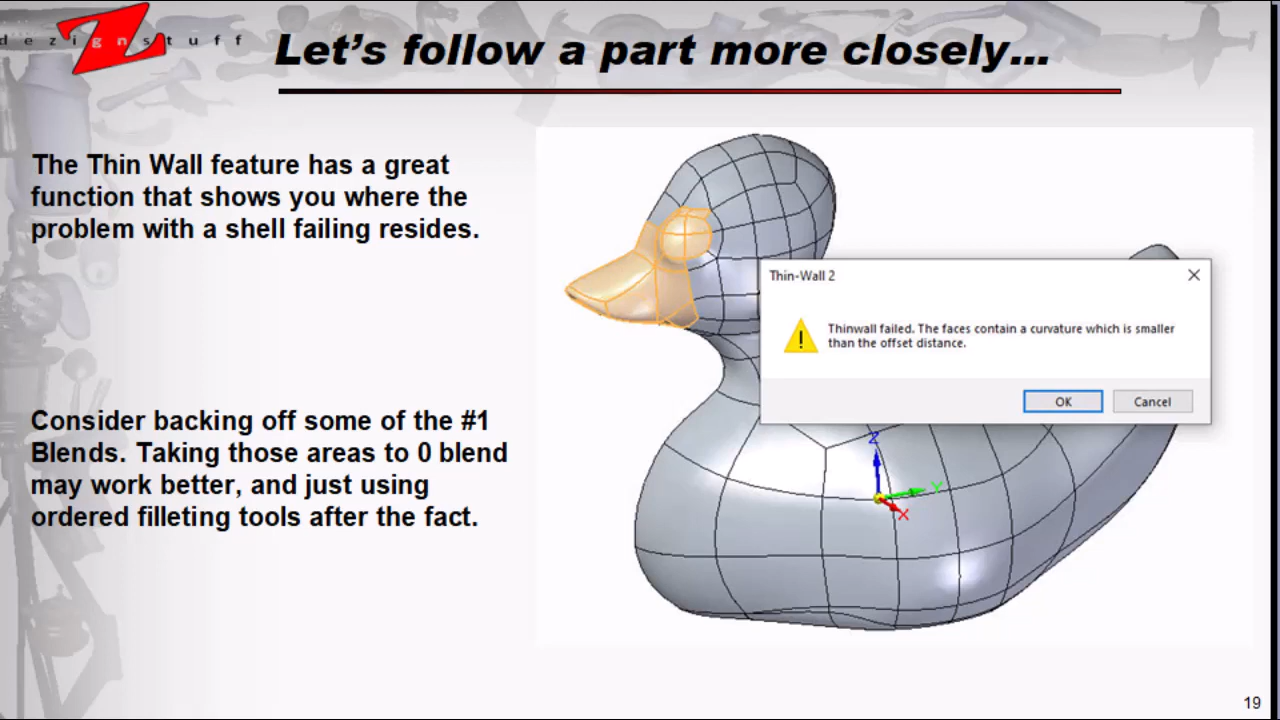 dezignstuff
Let's follow a part more closely...
The Thin Wall feature has a great
function that shows you where the
problem with a shell failing resides.
Thin-Wall 2
Thinwall failed. The faces contain a curvature which is smaller
than the offset distance.
OK
Cancel
Consider backing off some of the #1
Blends. Taking those areas to 0 blend
may work better, and just using
ordered filleting tools after the fact.
Z
Y
X
19